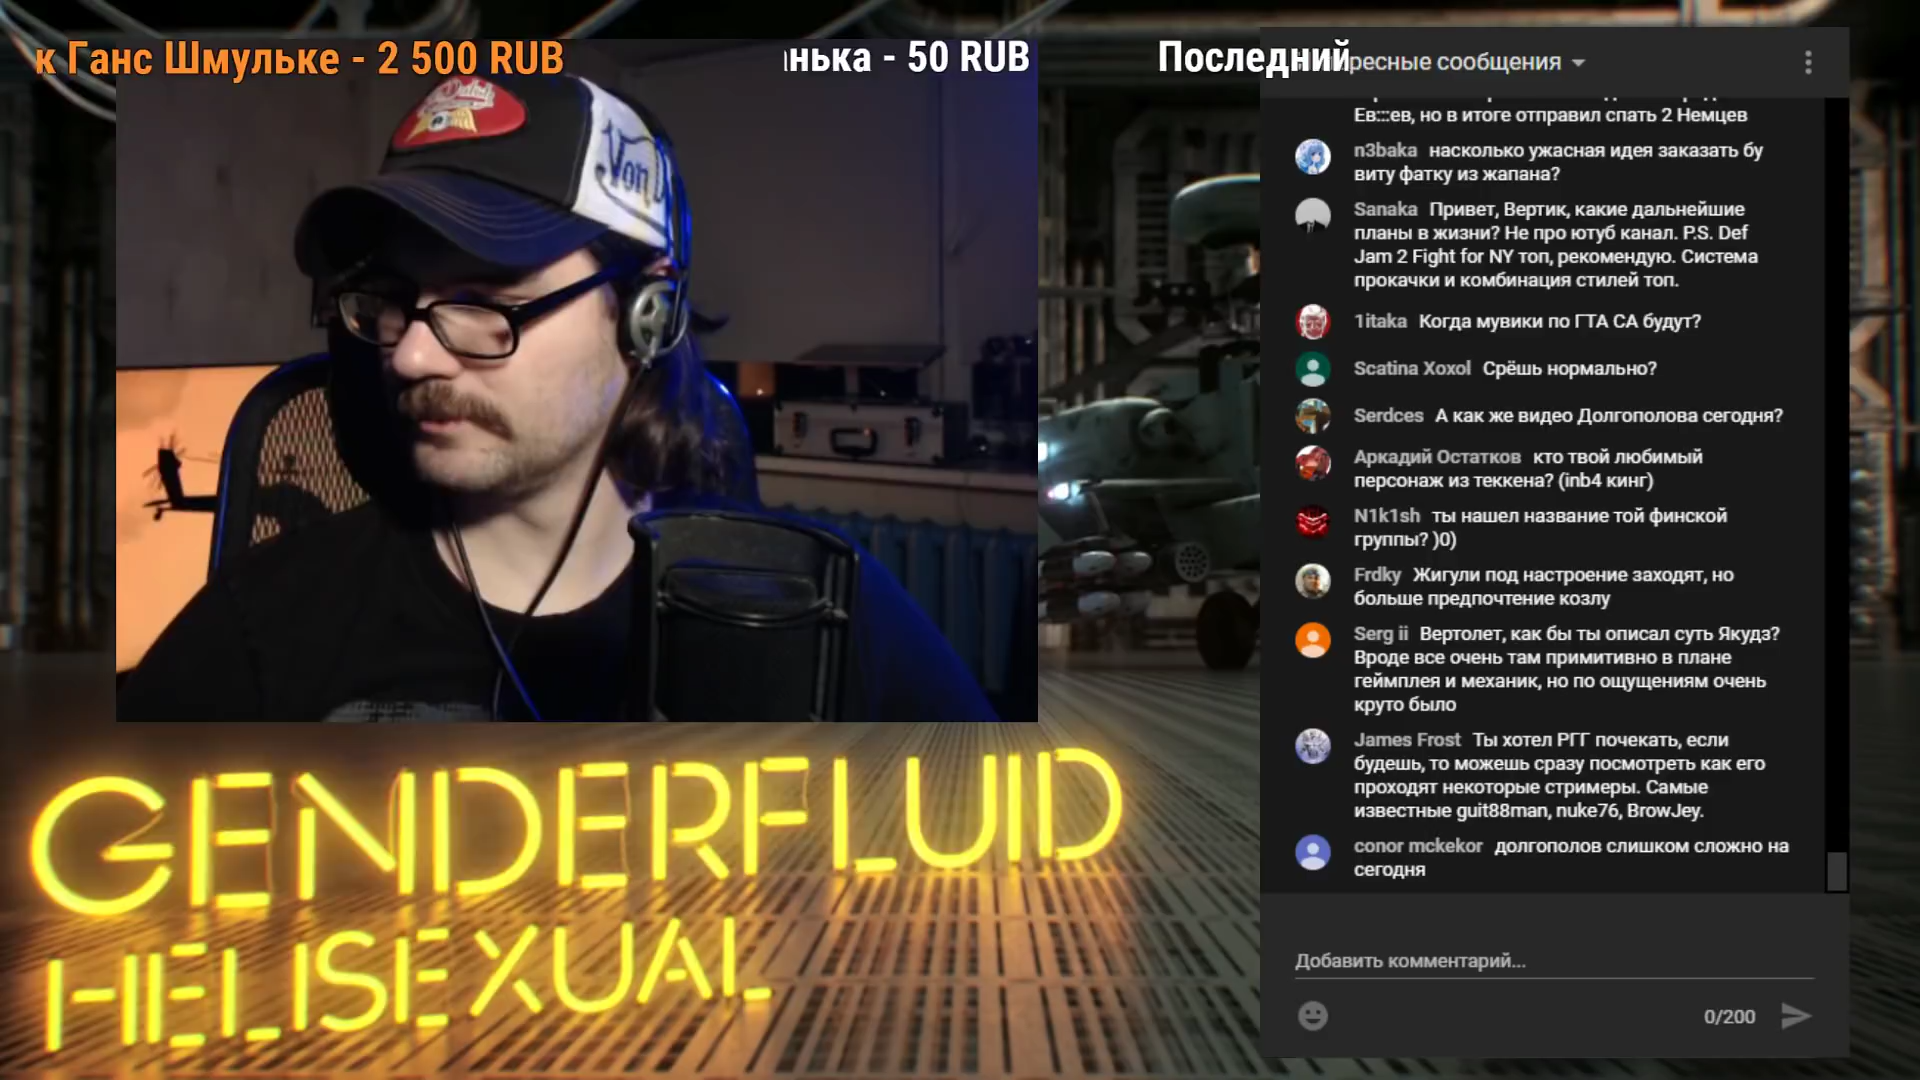 к Ганс Шмульке - 2 500 RUB
нька - 50 RUB
Последний
ресные сообщения
Von
Ев:::ев, но в итоге отправил спать 2 Немцев
n3baka насколько ужасная идея заказать бу
виту фатку из жапана?
Sanaka Привет, Вертик, какие дальнейшие
планы в жизни? Не про ютуб канал. P.S. Def
Jam 2 Fight for NY топ, рекомендую. Система
прокачки и комбинация стилей топ.
1itaka Когда мувики по ГТА СА будут?
Scatina Xoxol Срёшь нормально?
Serdces А как же видео Долгополова сегодня?
Аркадий Остатков кто твой любимый
персонаж из теккена? (inb4 кинг)
N1k1sh ты нашел название той финской
группы? )0)
Frdky Жигули под настроение заходят, но
больше предпочтение козлу
Serg ii Вертолет, как бы ты описал суть Якудз?
Вроде все очень там примитивно в плане
геймплея и механик, но по ощущениям очень
круто было
James Frost Ты хотел РГГ почекать, если
будешь, то можешь сразу посмотреть как его
проходят некоторые стримеры. Самые
известные guit88man, nuke76, BrowJey.
conor mckekor долгополов слишком сложно на
сегодня
Добавить комментарий...
0/200
GENDERFLUID
HELISEXUAL